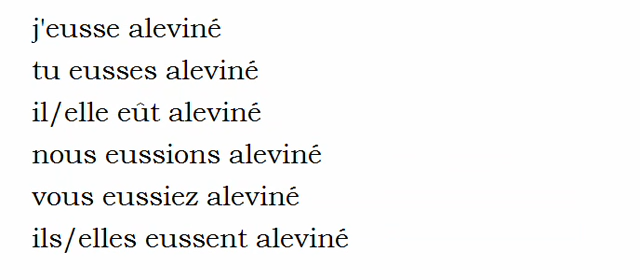 j'eusse aleviné
tu eusses aleviné
il/elle eût aleviné
nous eussions aleviné
vous eussiez aleviné
ils/elles eussent aleviné